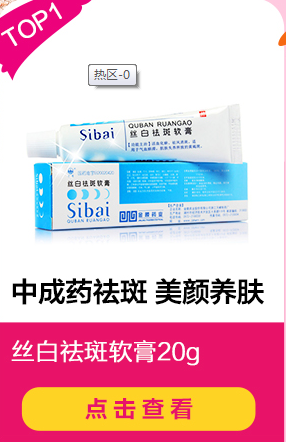 TOP1
热区-0
Sibai
QUBAN RUANGAO
丝白祛斑软膏
丝白祛斑软膏
Sibai
QUBAN RUANGAO
中成药祛斑 美颜养肤
丝白祛斑软膏20g
点击查看